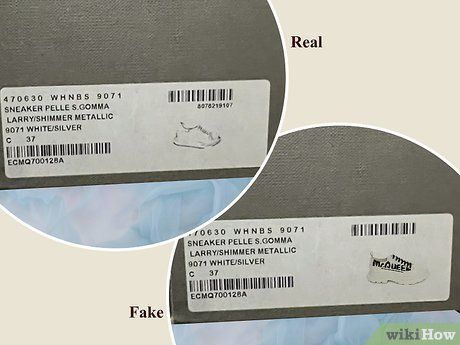 Real
470630 WHNBS 9071
SNEAKER PELLE S.GOMMA
8078219107
LARRY/SHIMMER METALLIC
9071 WHITE/SILVER
C 37
ECMQ700128A
470630 WHNBS 9071
SNEAKER PELLE S.GOMMA
LARRY/SHIMMER METALLIC
McQUEEN
9071 WHITE/SILVER
C 37
ECMQ700128A
Fake
wikiHow